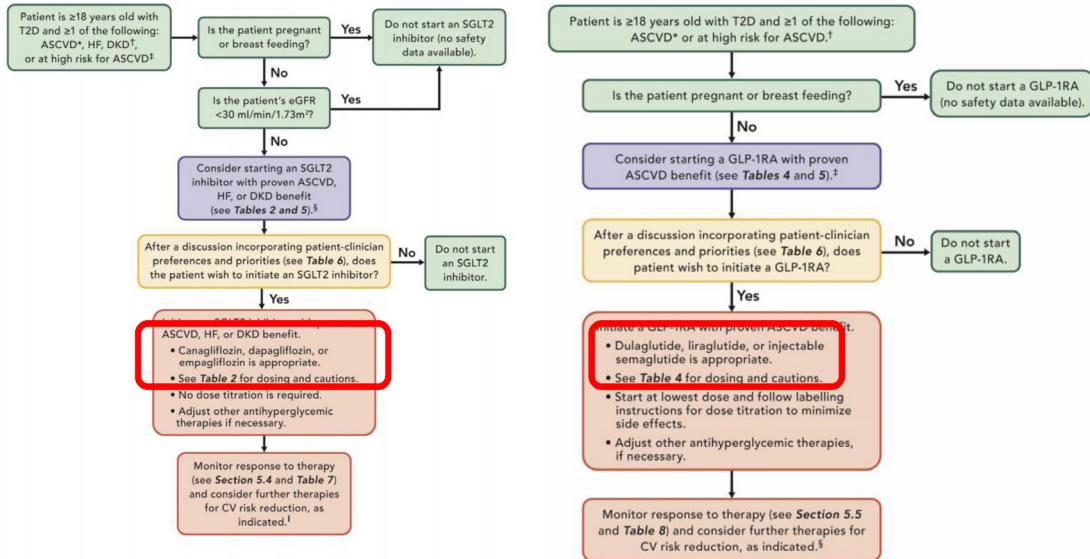 Patient is ≥18 years old with
T2D and ≥1 of the following:
ASCVD*, HF, DKD†,
or at high risk for ASCVD‡
Is the patient pregnant
or breast feeding?
Yes
Do not start an SGLT2
inhibitor (no safety
data available).
No
Is the patient's eGFR
<30 ml/min/1.73m²?
Yes
No
Consider starting an SGLT2
inhibitor with proven ASCVD,
HF, or DKD benefit
(see Tables 2 and 5).§
After a discussion incorporating patient-clinician
preferences and priorities (see Table 6), does
the patient wish to initiate an SGLT2 inhibitor?
No
Do not start
an SGLT2
inhibitor.
Yes
ASCVD, HF, or DKD benefit.
• Canagliflozin, dapagliflozin, or
empagliflozin is appropriate.
• See Table 2 for dosing and cautions.
• No dose titration is required.
• Adjust other antihyperglycemic
therapies if necessary.
Monitor response to therapy
(see Section 5.4 and Table 7)
and consider further therapies
for CV risk reduction, as
indicated.
Patient is ≥18 years old with T2D and ≥1 of the following:
ASCVD* or at high risk for ASCVD.†
Is the patient pregnant or breast feeding?
Yes
Do not start a GLP-1RA
(no safety data available).
No
Consider starting a GLP-1RA with proven
ASCVD benefit (see Tables 4 and 5).‡
After a discussion incorporating patient-clinician
preferences and priorities (see Table 6), does
patient wish to initiate a GLP-1RA?
No
Do not start
a GLP-1RA.
Yes
Initiate a GLP-1RA with proven ASCVD benefit.
• Dulaglutide, liraglutide, or injectable
semaglutide is appropriate.
• See Table 4 for dosing and cautions.
• Start at lowest dose and follow labelling
instructions for dose titration to minimize
side effects.
• Adjust other antihyperglycemic therapies,
if necessary.
Monitor response to therapy (see Section 5.5
and Table 8) and consider further therapies for
CV risk reduction, as indicated.§